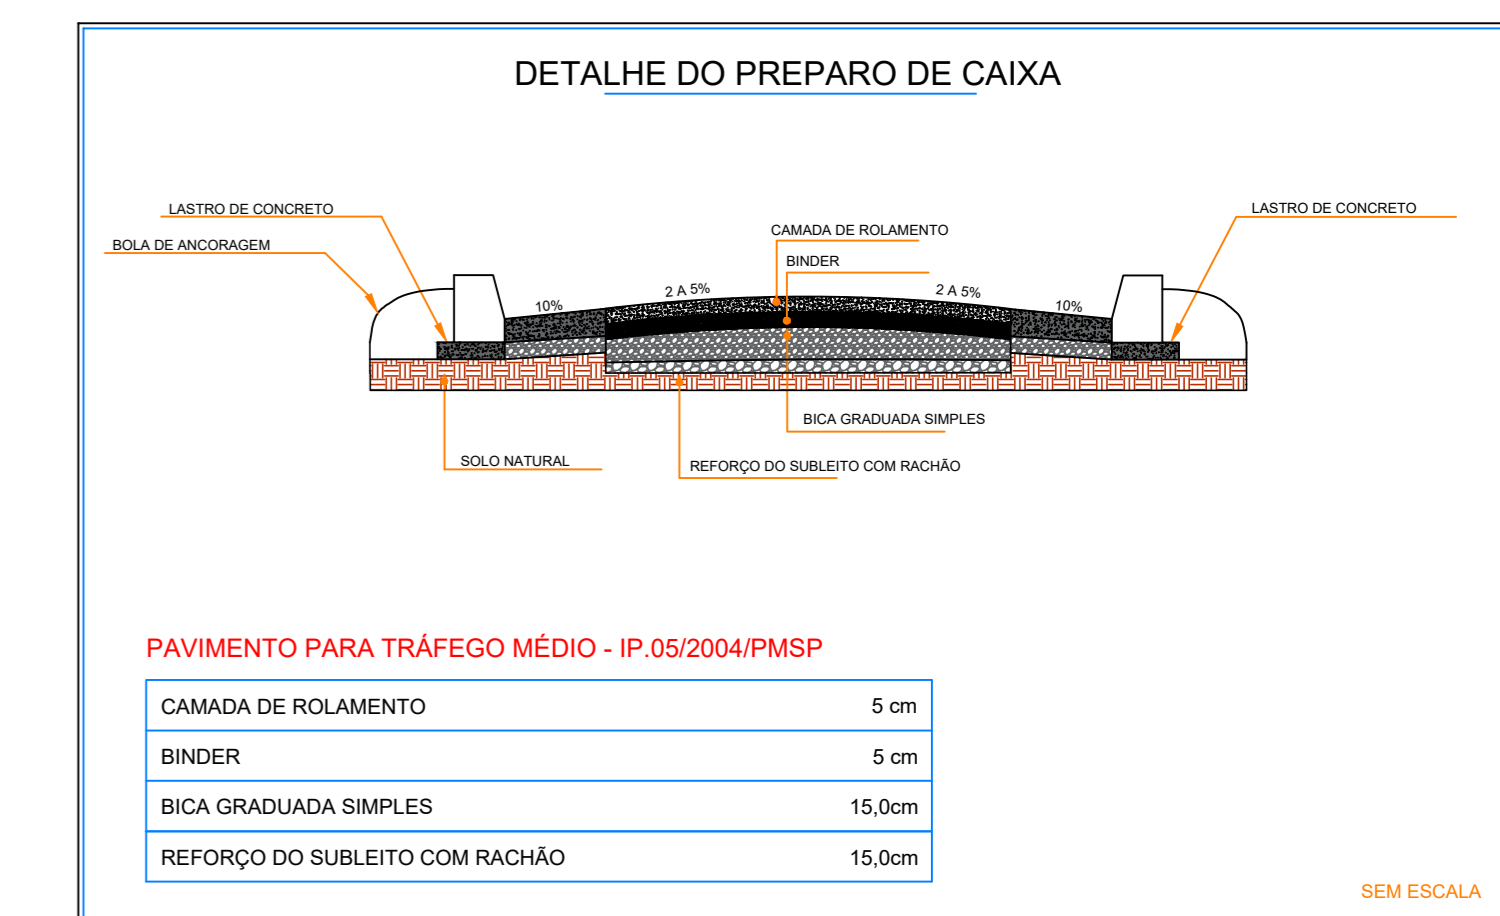 DETALHE DO PREPARO DE CAIXA
LASTRO DE CONCRETO
LASTRO DE CONCRETO
BOLA DE ANCORAGEM
CAMADA DE ROLAMENTO
BINDER
10%
2 A 5%
2 A 5%
10%
BICA GRADUADA SIMPLES
SOLO NATURAL
REFORÇO DO SUBLEITO COM RACHÃO
PAVIMENTO PARA TRÁFEGO MÉDIO - IP.05/2004/PMSP
CAMADA DE ROLAMENTO 5 cm
BINDER 5 cm
BICA GRADUADA SIMPLES 15,0cm
REFORÇO DO SUBLEITO COM RACHÃO 15,0cm
SEM ESCALA